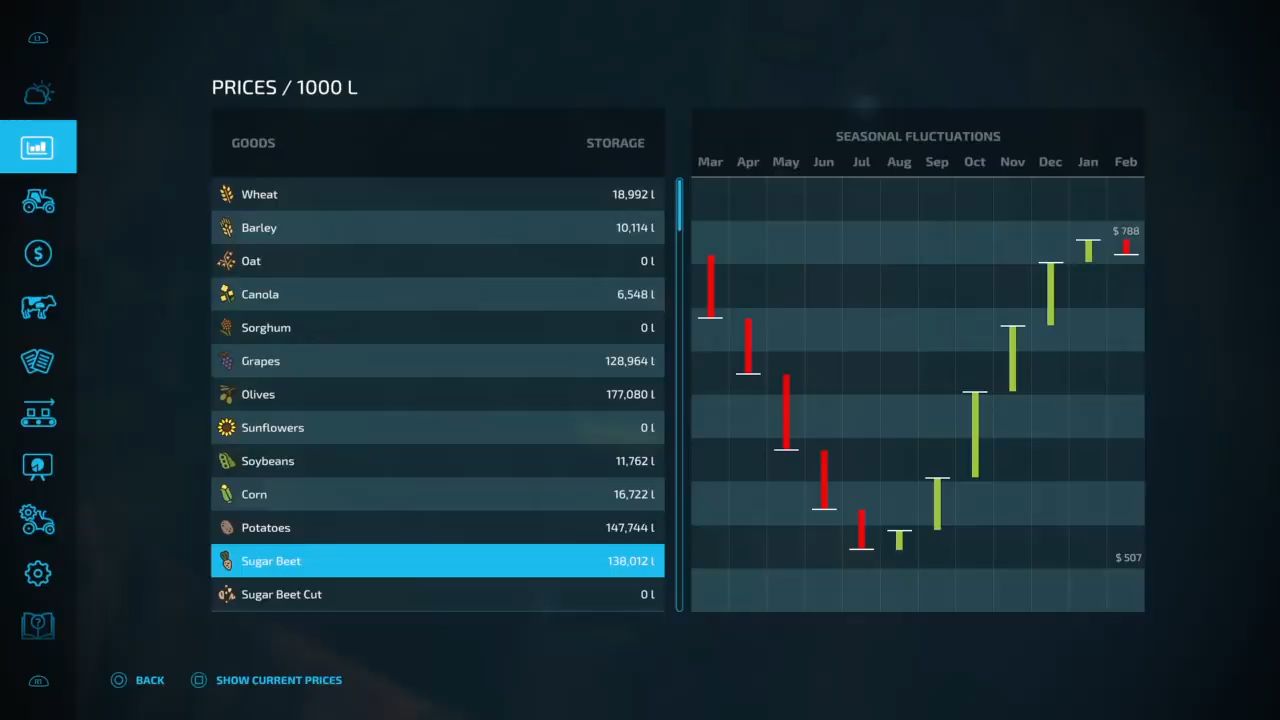 L1
PRICES / 1000 L
GOODS STORAGE
SEASONAL FLUCTUATIONS
Mar Apr May Jun Jul Aug Sep Oct Nov Dec Jan Feb
Wheat 18,992 l
Barley 10,114 l
Oat 0 l
Canola 6,548 l
Sorghum 0 l
Grapes 128,964 l
Olives 177,080 l
Sunflowers 0 l
Soybeans 11,762 l
Corn 16,722 l
Potatoes 147,744 l
Sugar Beet 138,012 l
Sugar Beet Cut 0 l
$ 788
$ 507
R1
BACK
SHOW CURRENT PRICES